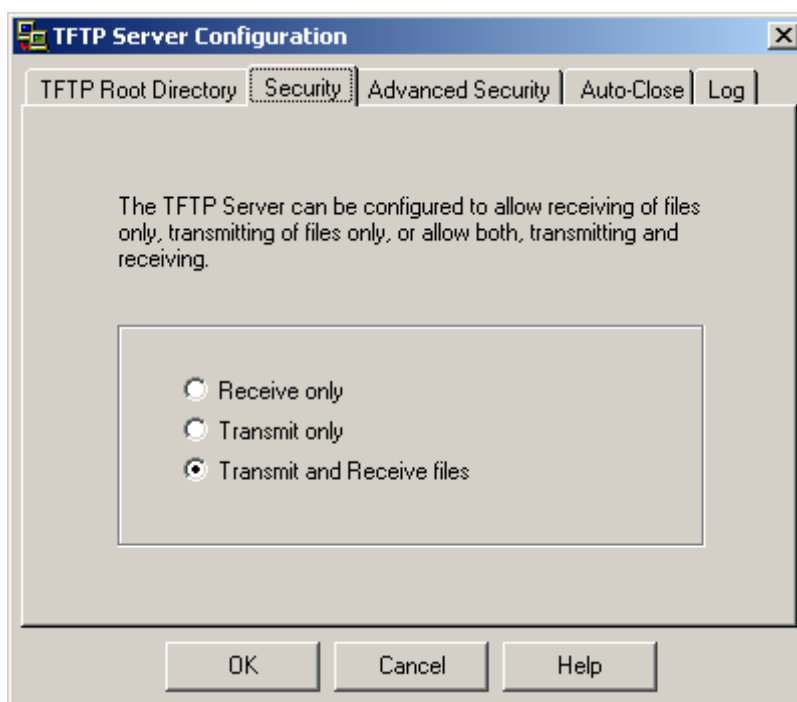 TFTP Server Configuration
TFTP Root Directory
Security
Advanced Security
Auto-Close
Log
The TFTP Server can be configured to allow receiving of files
only, transmitting of files only, or allow both, transmitting and
receiving.
Receive only
Transmit only
Transmit and Receive files
OK
Cancel
Help